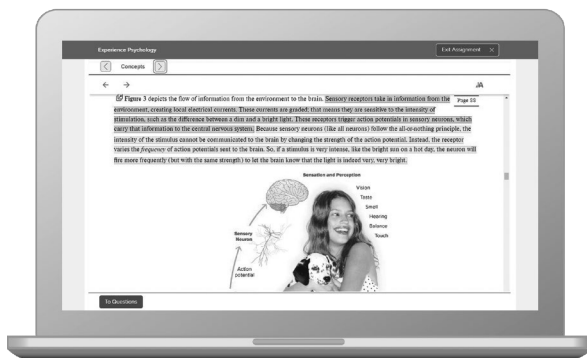 Experience Psychology
Exit Assignment X
Concepts
Figure 3 depicts the flow of information from the environment to the brain. Sensory receptors take in information from the
Page 88
environment, creating local electrical currents. These currents are graded; that means they are sensitive to the intensity of
stimulation, such as the difference between a dim and a bright light. These receptors trigger action potentials in sensory neurons, which
carry that information to the central nervous system. Because sensory neurons (like all neurons) follow the all-or-nothing principle, the
intensity of the stimulus cannot be communicated to the brain by changing the strength of the action potential. Instead, the receptor
varies the frequency of action potentials sent to the brain. So, if a stimulus is very intense, like the bright sun on a hot day, the neuron will
fire more frequently (but with the same strength) to let the brain know that the light is indeed very, very bright.
Sensation and Perception
Vision
Taste
Smell
Hearing
Balance
Touch
Sensory
Neuron
Action
potential
To Questions